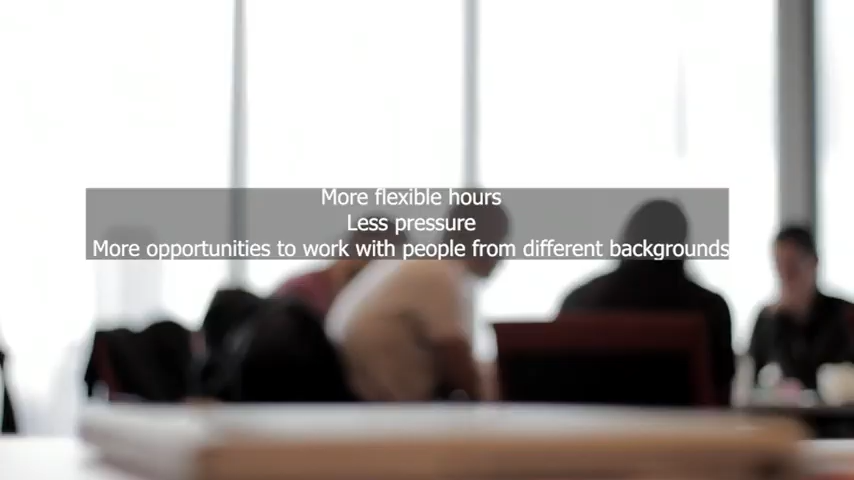 More flexible hours
Less pressure
More opportunities to work with people from different backgrounds